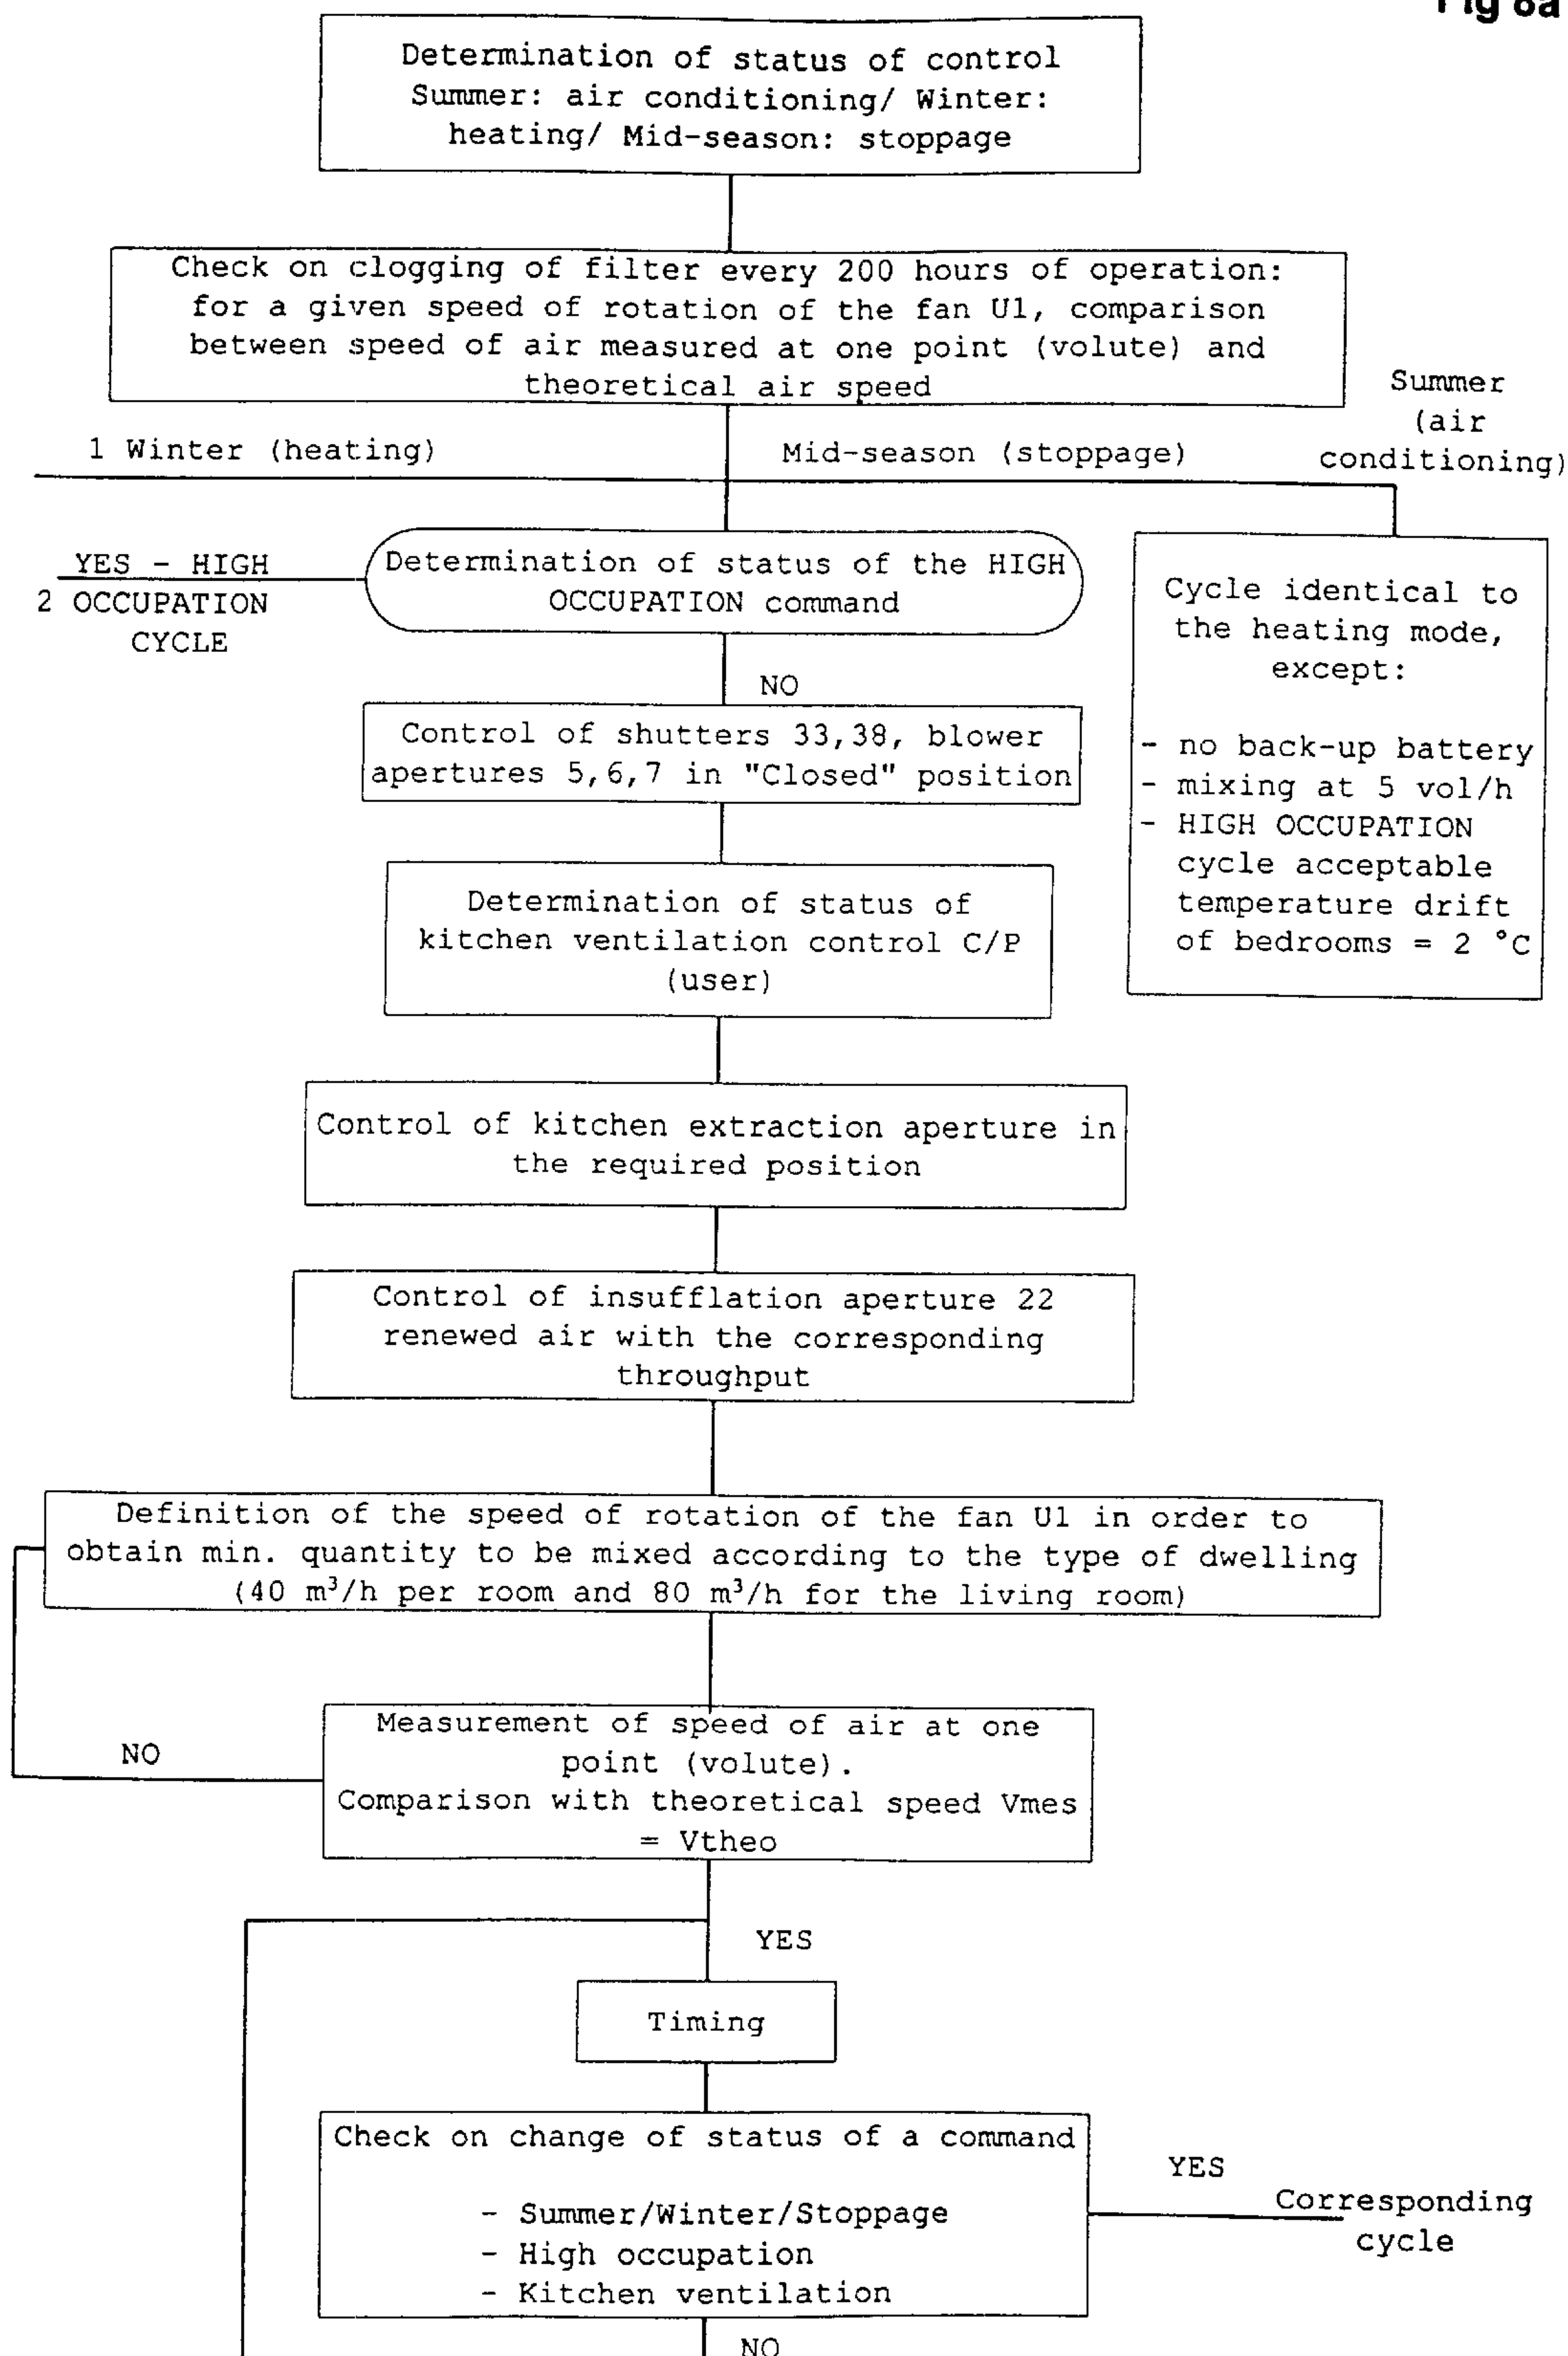 Fig 8a
Determination of status of control
Summer: air conditioning/ Winter:
heating/ Mid-season: stoppage
Check on clogging of filter every 200 hours of operation:
for a given speed of rotation of the fan U1, comparison
between speed of air measured at one point (volute) and
theoretical air speed
1 Winter (heating)
Mid-season (stoppage)
Summer
(air
conditioning)
YES - HIGH
2 OCCUPATION
CYCLE
Determination of status of the HIGH
OCCUPATION command
Cycle identical to
the heating mode,
except:
- no back-up battery
- mixing at 5 vol/h
- HIGH OCCUPATION
cycle acceptable
temperature drift
of bedrooms = 2 °C
NO
Control of shutters 33,38, blower
apertures 5,6,7 in "Closed" position
Determination of status of
kitchen ventilation control C/P
(user)
Control of kitchen extraction aperture in
the required position
Control of insufflation aperture 22
renewed air with the corresponding
throughput
Definition of the speed of rotation of the fan U1 in order to
obtain min. quantity to be mixed according to the type of dwelling
(40 m³/h per room and 80 m³/h for the living room)
NO
Measurement of speed of air at one
point (volute).
Comparison with theoretical speed Vmes
= Vtheo
YES
Timing
Check on change of status of a command
- Summer/Winter/Stoppage
- High occupation
- Kitchen ventilation
YES
Corresponding
cycle
NO